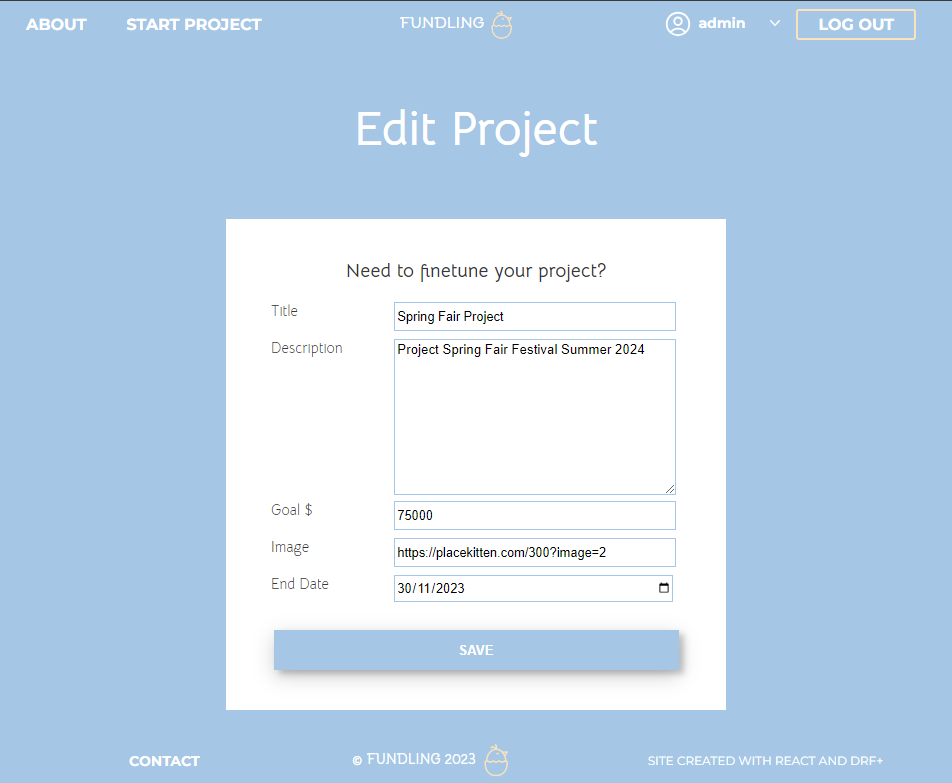 ABOUT START PROJECT FUNDLING admin LOG OUT
Edit Project
Need to finetune your project?
Title Spring Fair Project
Description Project Spring Fair Festival Summer 2024
Goal $ 75000
Image https://placekitten.com/300?image=2
End Date 30/11/2023
SAVE
CONTACT © FUNDLING 2023 SITE CREATED WITH REACT AND DRF+